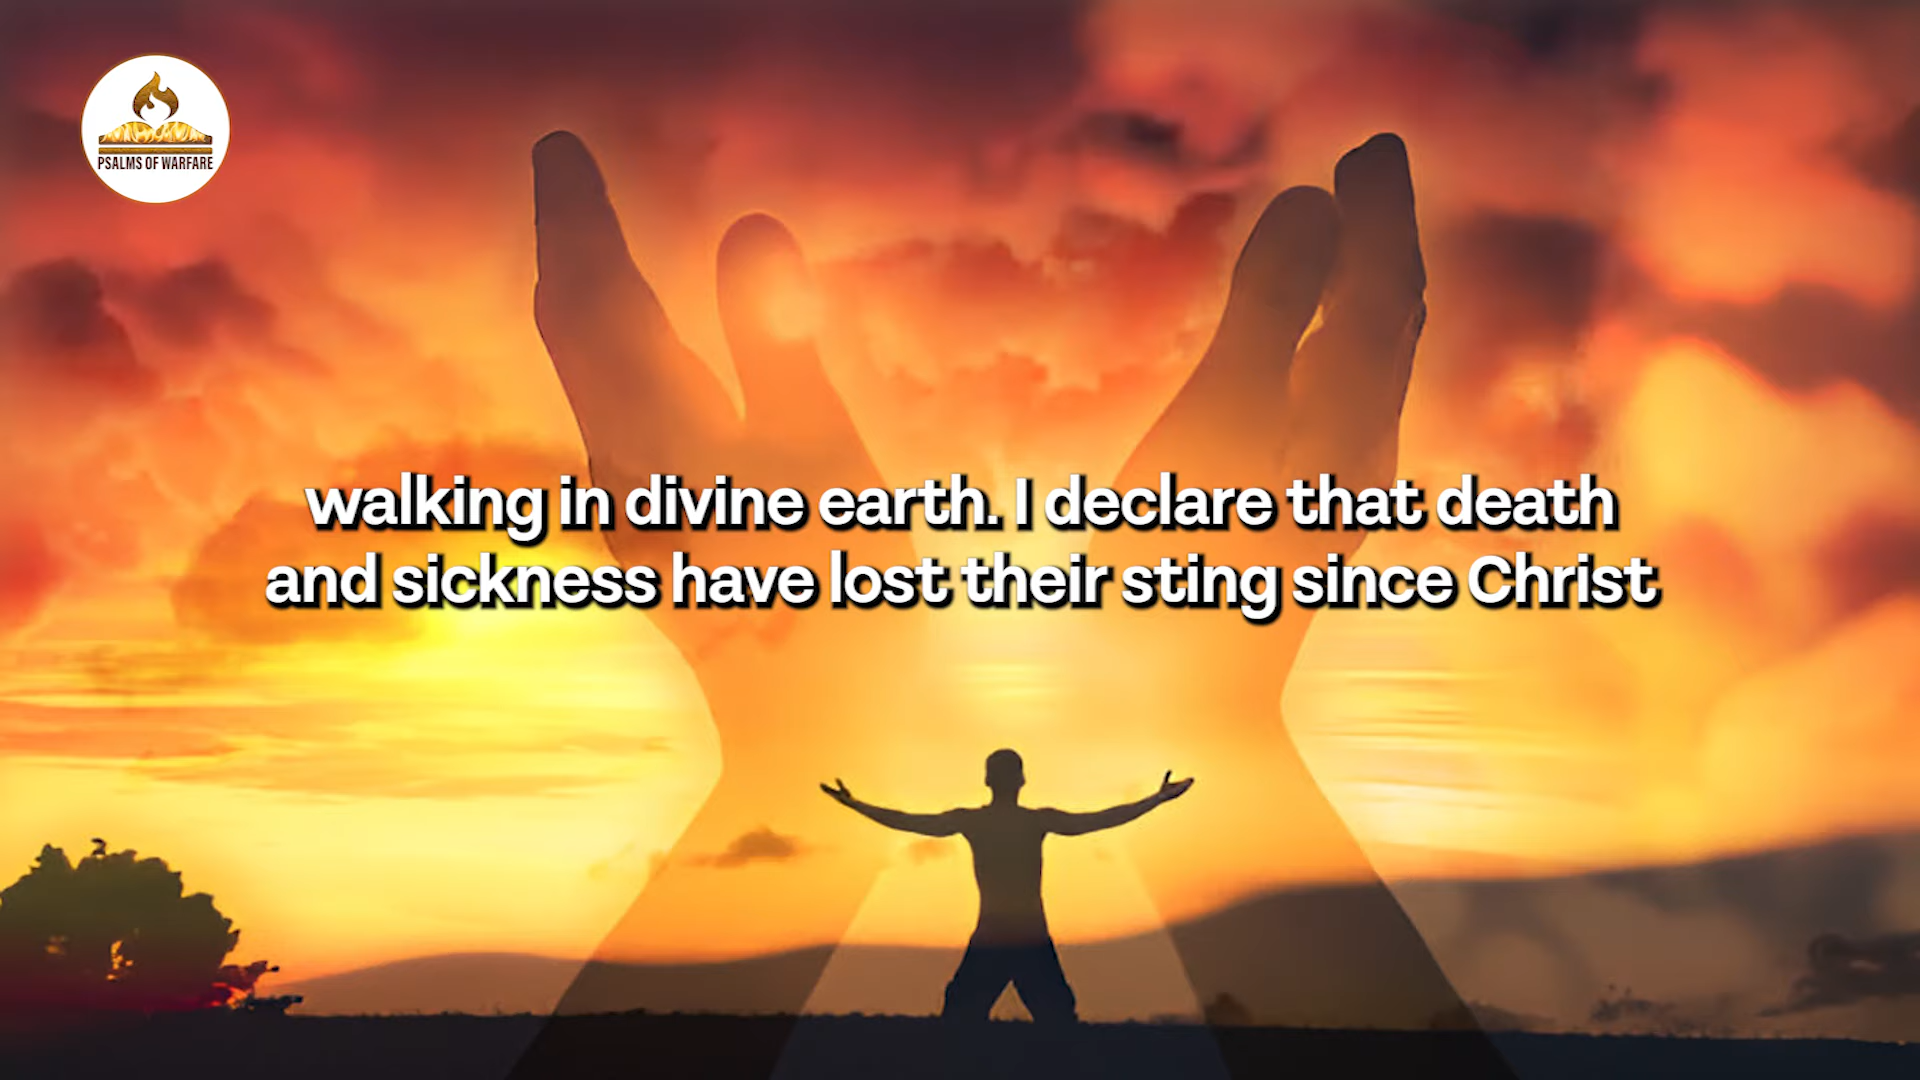 PSALMS OF WARFARE
walking in divine earth. I declare that death
and sickness have lost their sting since Christ